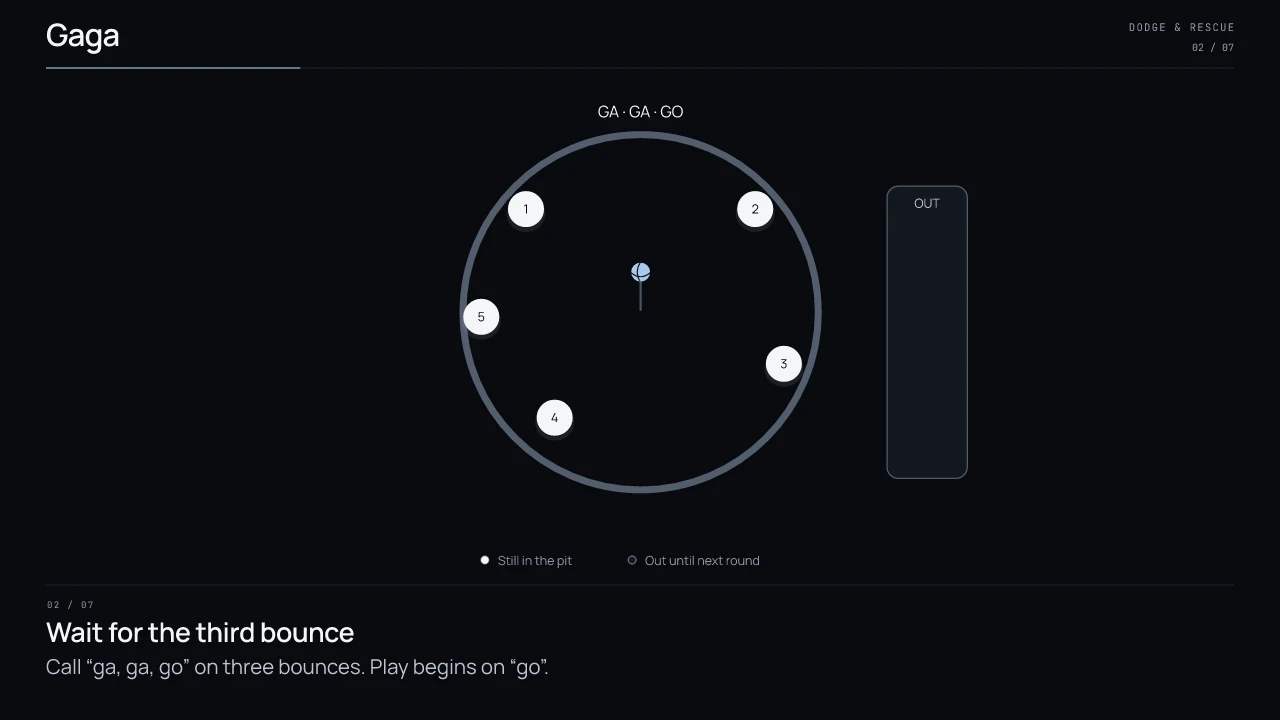 Gaga
DODGE & RESCUE
02 / 07
GA · GA · GO
1
2
OUT
5
3
4
Still in the pit
Out until next round
02 / 07
Wait for the third bounce
Call “ga, ga, go” on three bounces. Play begins on “go”.